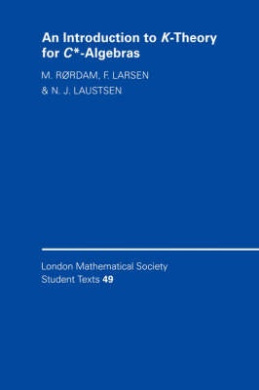 An Introduction to K-Theory
for C*-Algebras
M. RØRDAM, F. LARSEN
& N. J. LAUSTSEN
London Mathematical Society
Student Texts 49